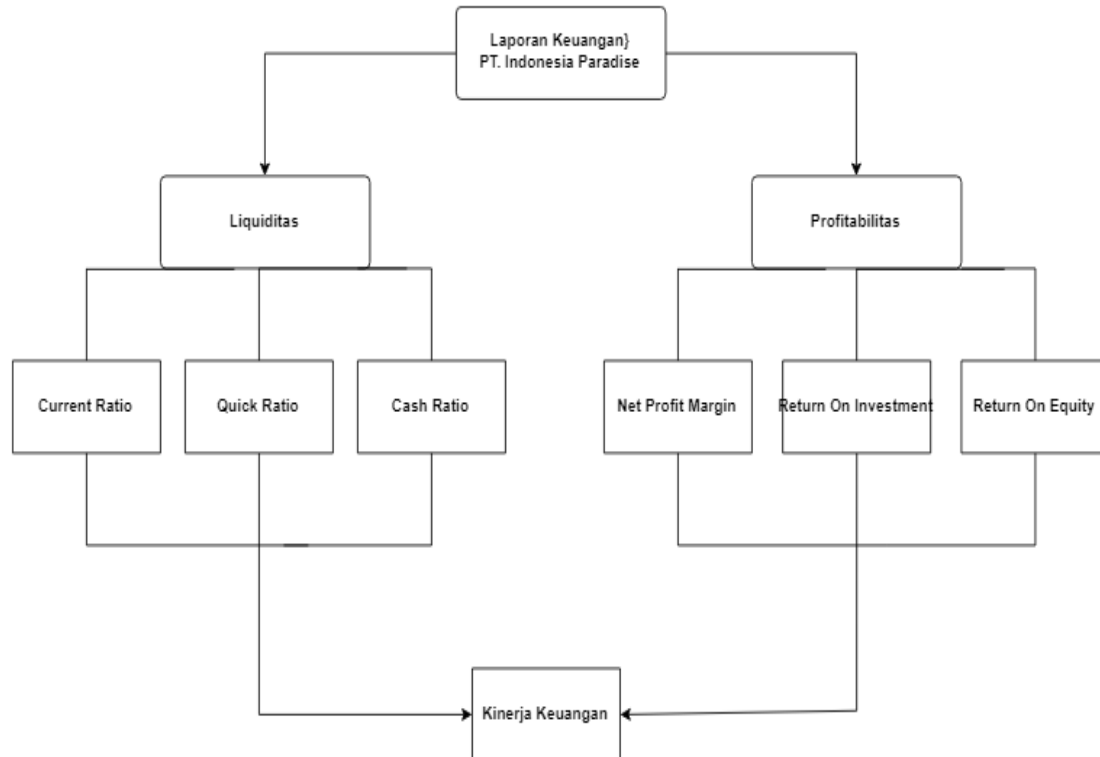 Laporan Keuangan}
PT. Indonesia Paradise
Liquiditas
Profitabilitas
Current Ratio
Quick Ratio
Cash Ratio
Net Profit Margin
Return On Investment
Return On Equity
Kinerja Keuangan